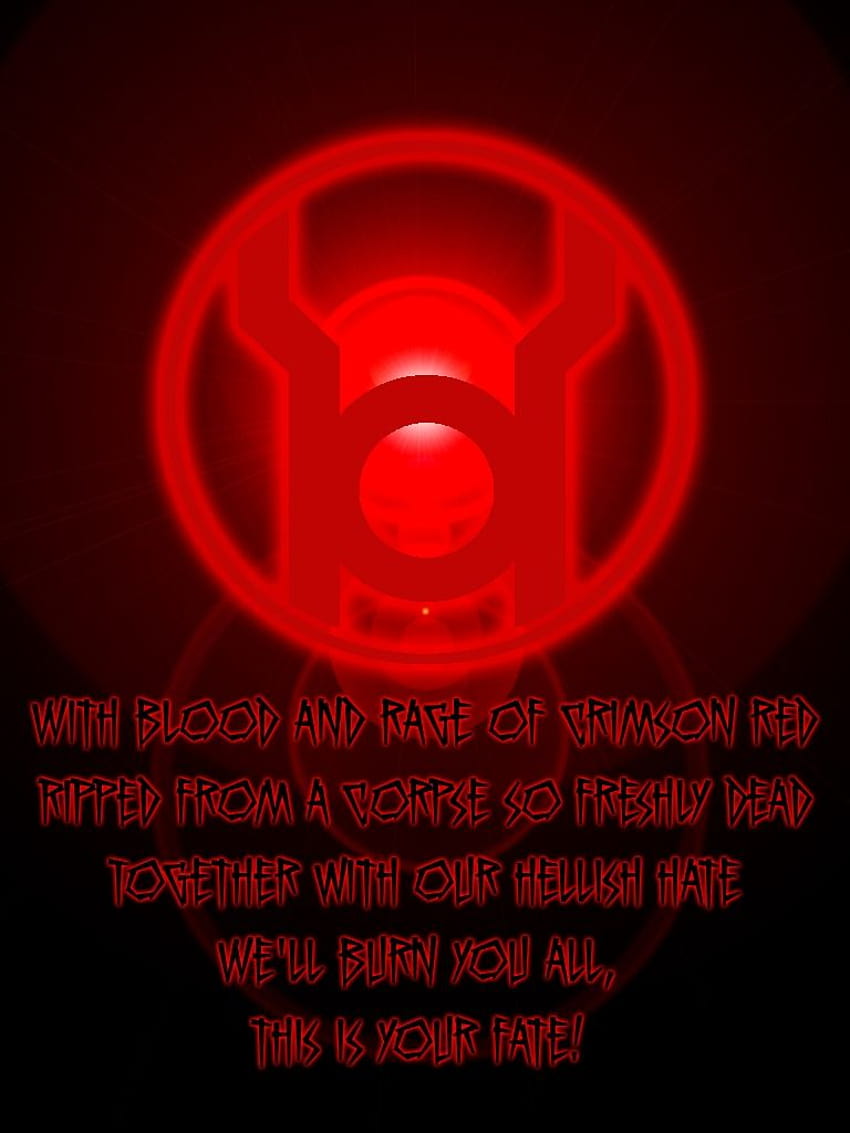 WITH BLOOD AND RAGE OF CRIMSON RED
RIPPED FROM A CORPSE SO FRESHLY DEAD
TOGETHER WITH OUR HELLISH HATE
WE'LL BURN YOU ALL,
THIS IS YOUR FATE!